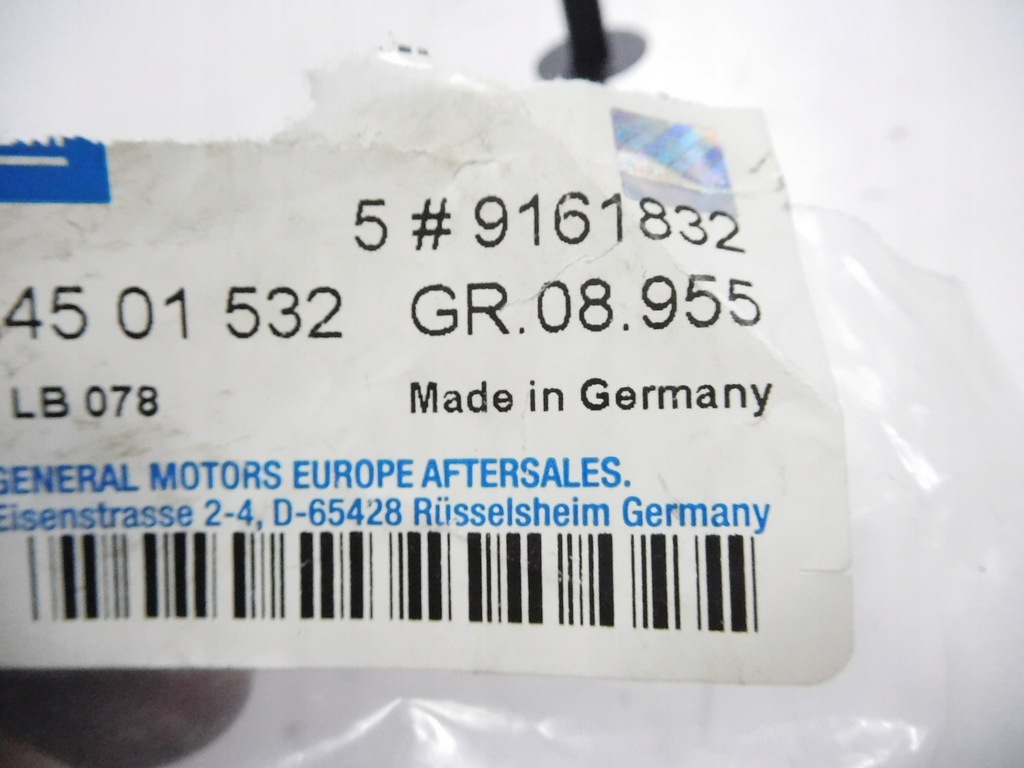 5 # 9161832
45 01 532 GR.08.955
LB 078 Made in Germany
GENERAL MOTORS EUROPE AFTERSALES.
Eisenstrasse 2-4, D-65428 Rüsselsheim Germany